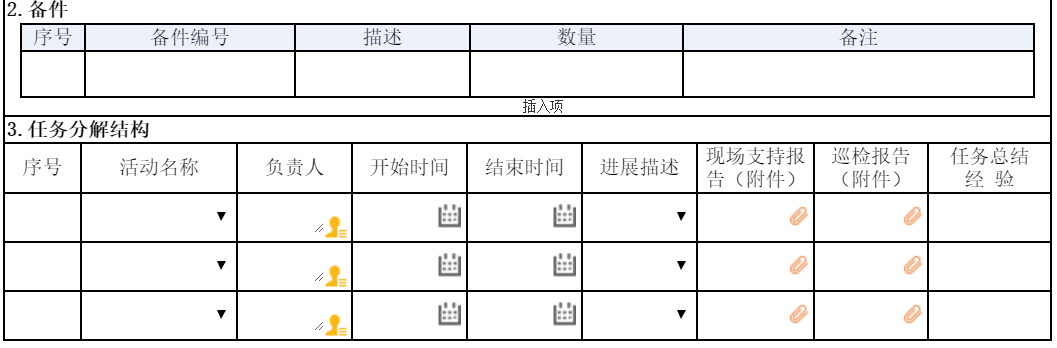 2.备件
序号 备件编号 描述 数量 备注
插入项
3.任务分解结构
序号 活动名称 负责人 开始时间 结束时间 进展描述 现场支持报告（附件） 巡检报告（附件） 任务总结经 验